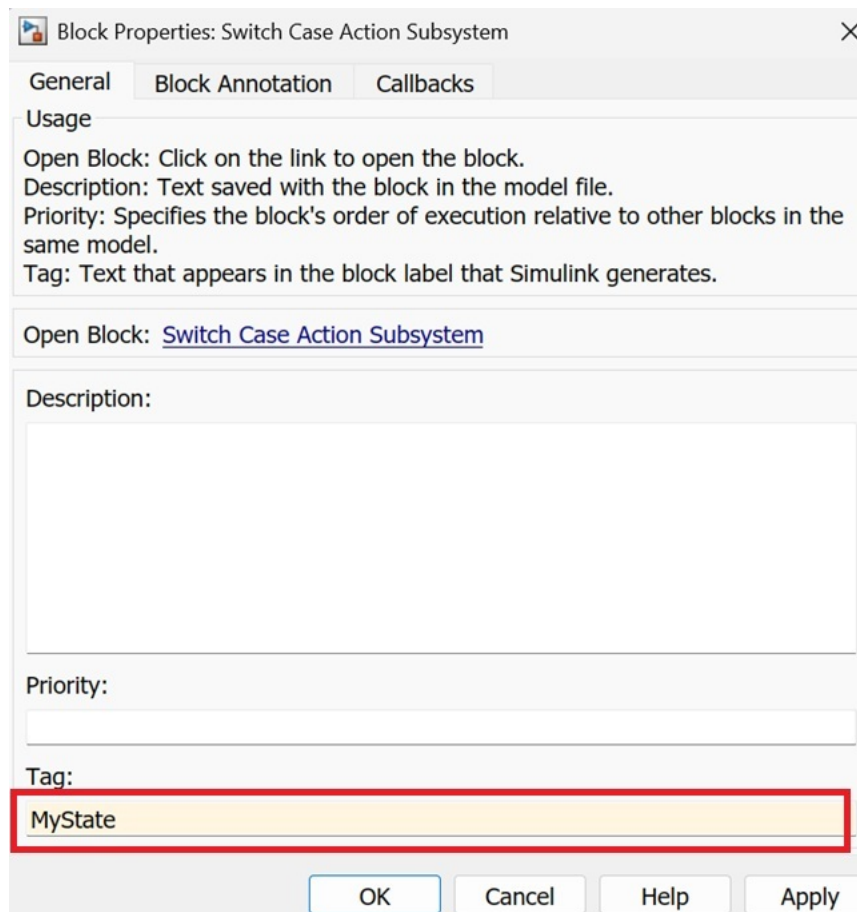 Block Properties: Switch Case Action Subsystem
General Block Annotation Callbacks
Usage
Open Block: Click on the link to open the block.
Description: Text saved with the block in the model file.
Priority: Specifies the block's order of execution relative to other blocks in the
same model.
Tag: Text that appears in the block label that Simulink generates.
Open Block: Switch Case Action Subsystem
Description:
Priority:
Tag:
MyState
OK Cancel Help Apply